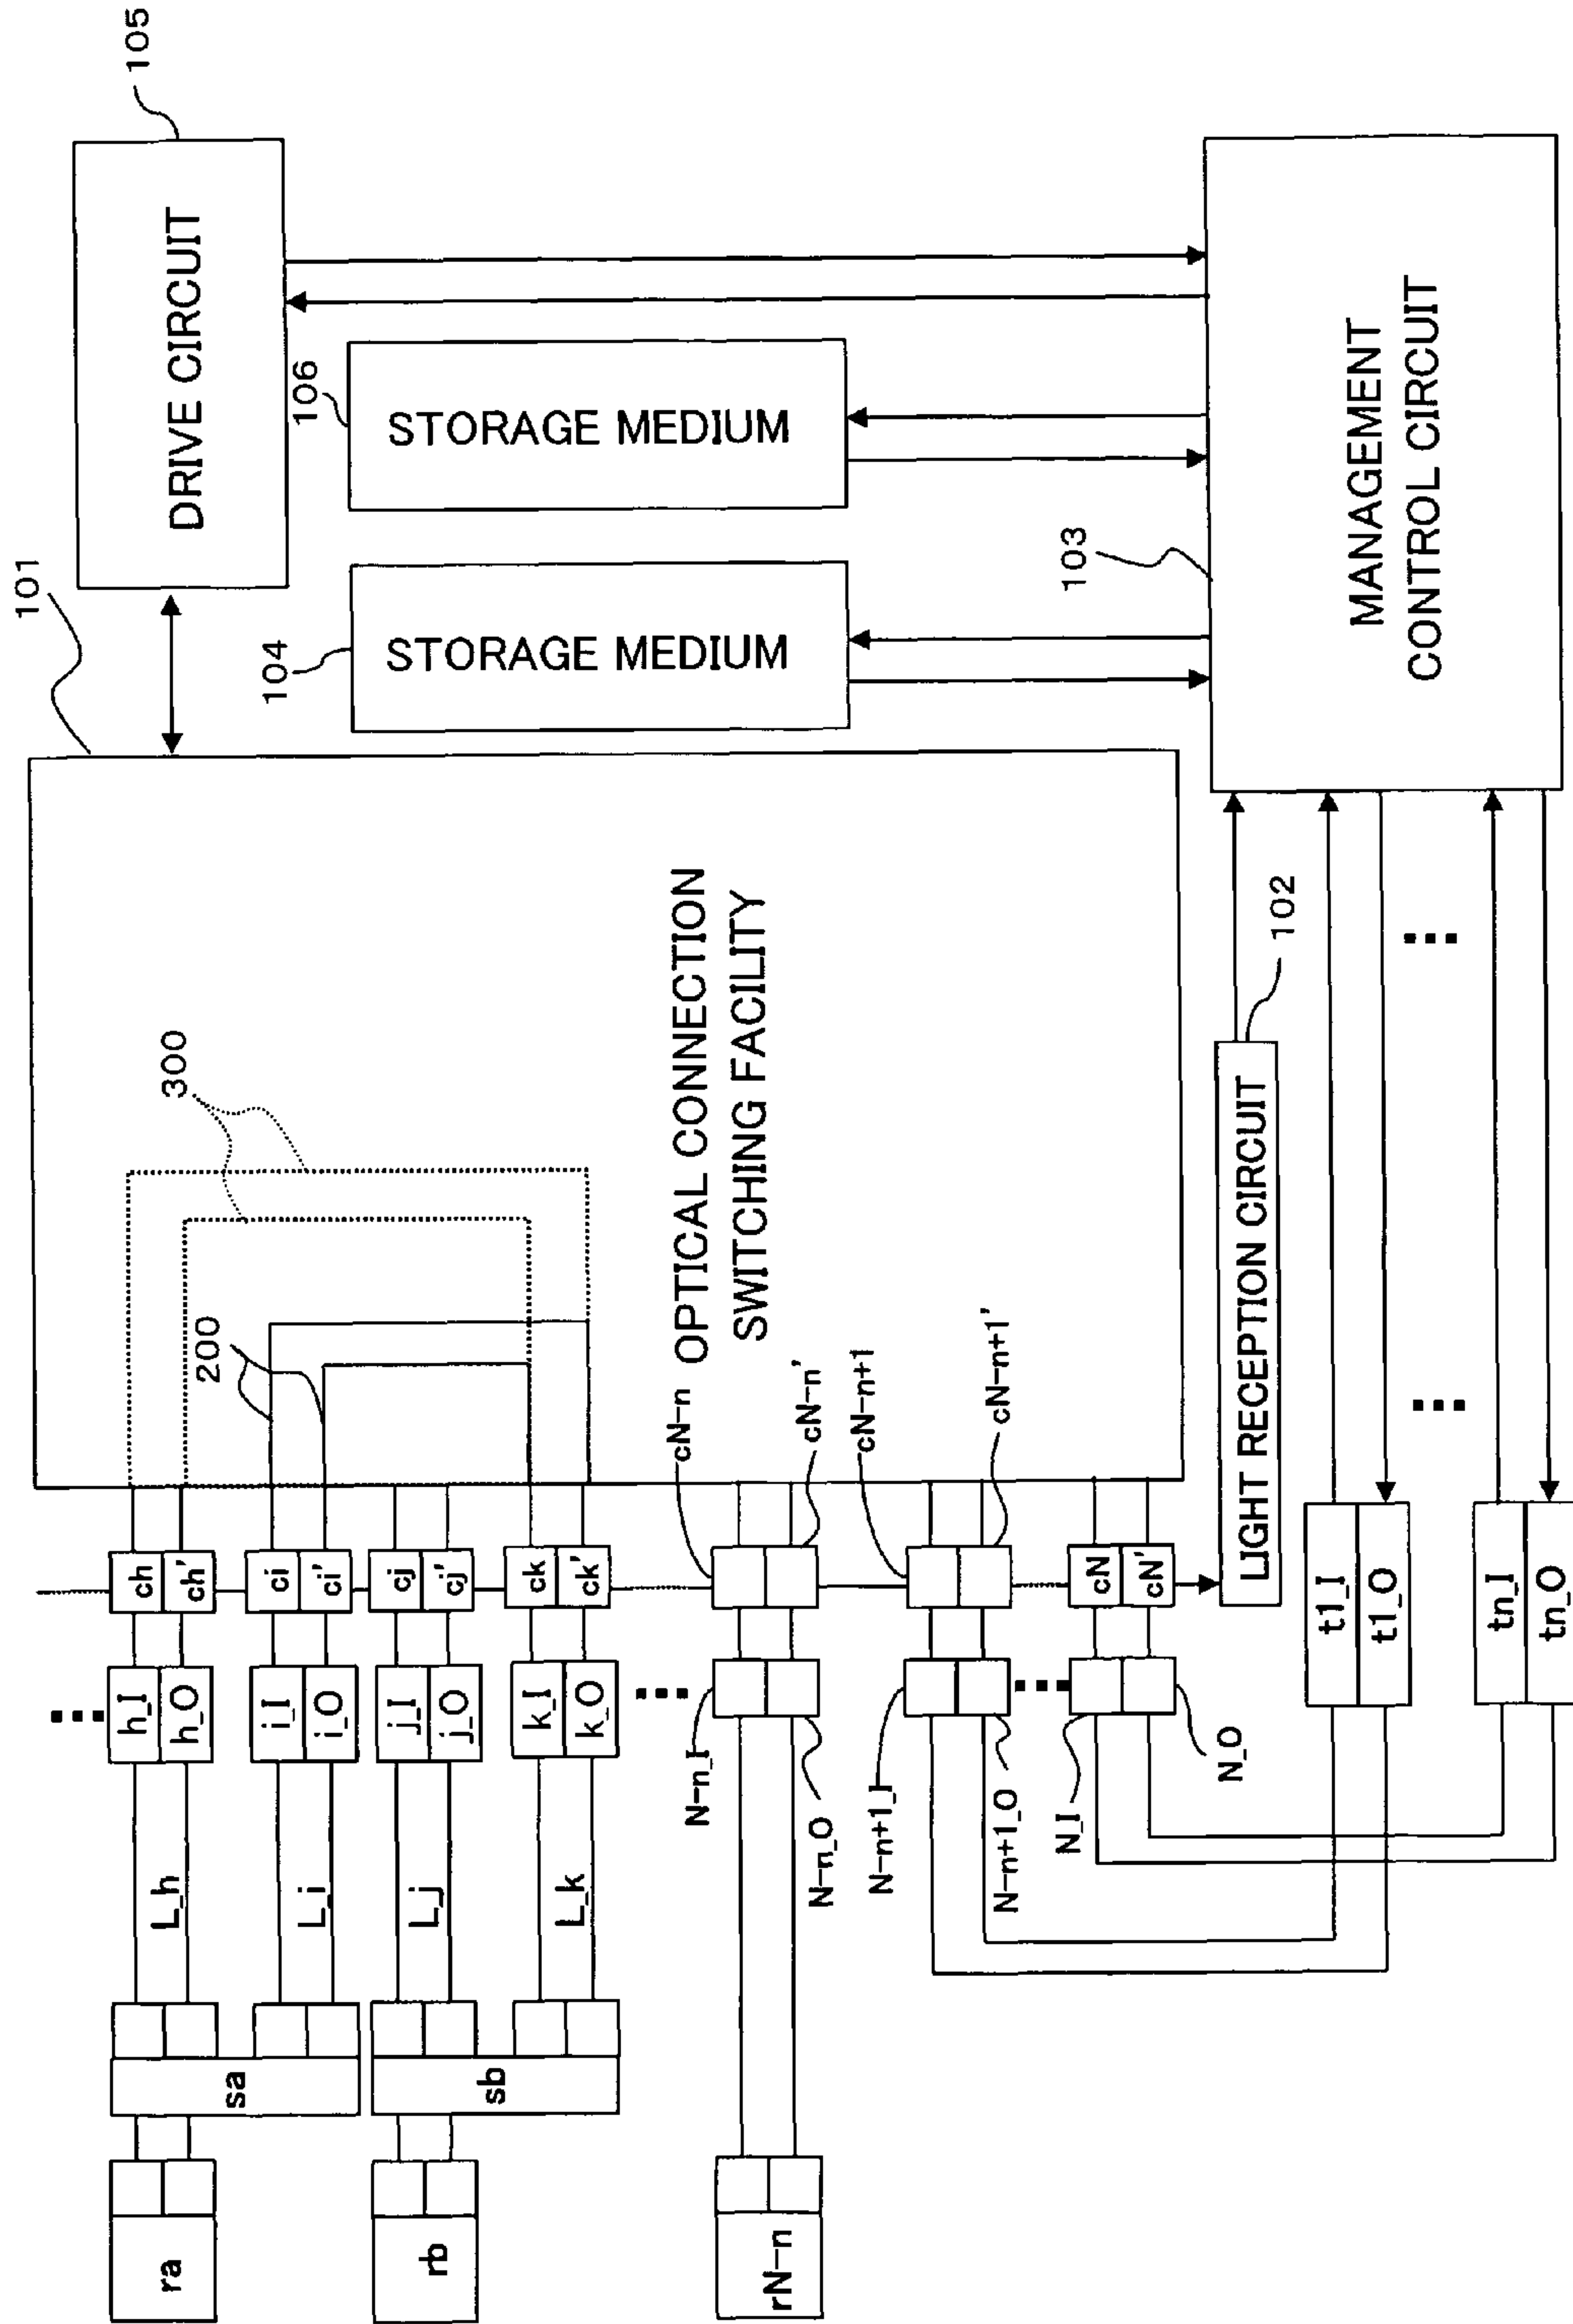 105
DRIVE CIRCUIT
101
106
STORAGE MEDIUM
104
STORAGE MEDIUM
103
MANAGEMENT
CONTROL CIRCUIT
300
200
OPTICAL CONNECTION
SWITCHING FACILITY
102
LIGHT RECEPTION CIRCUIT
ch
ch'
ci
ci'
cj
cj'
ck
ck'
cN-n
cN-n'
cN-n+1
cN-n+1'
cN
cN'
h_I
h_O
i_I
i_O
j_I
j_O
k_I
k_O
N-n_I
N-n_O
N-n+1_I
N-n+1_O
N_I
N_O
t1_I
t1_O
tn_I
tn_O
L_h
L_i
L_j
L_k
sa
sb
ra
rb
rN-n